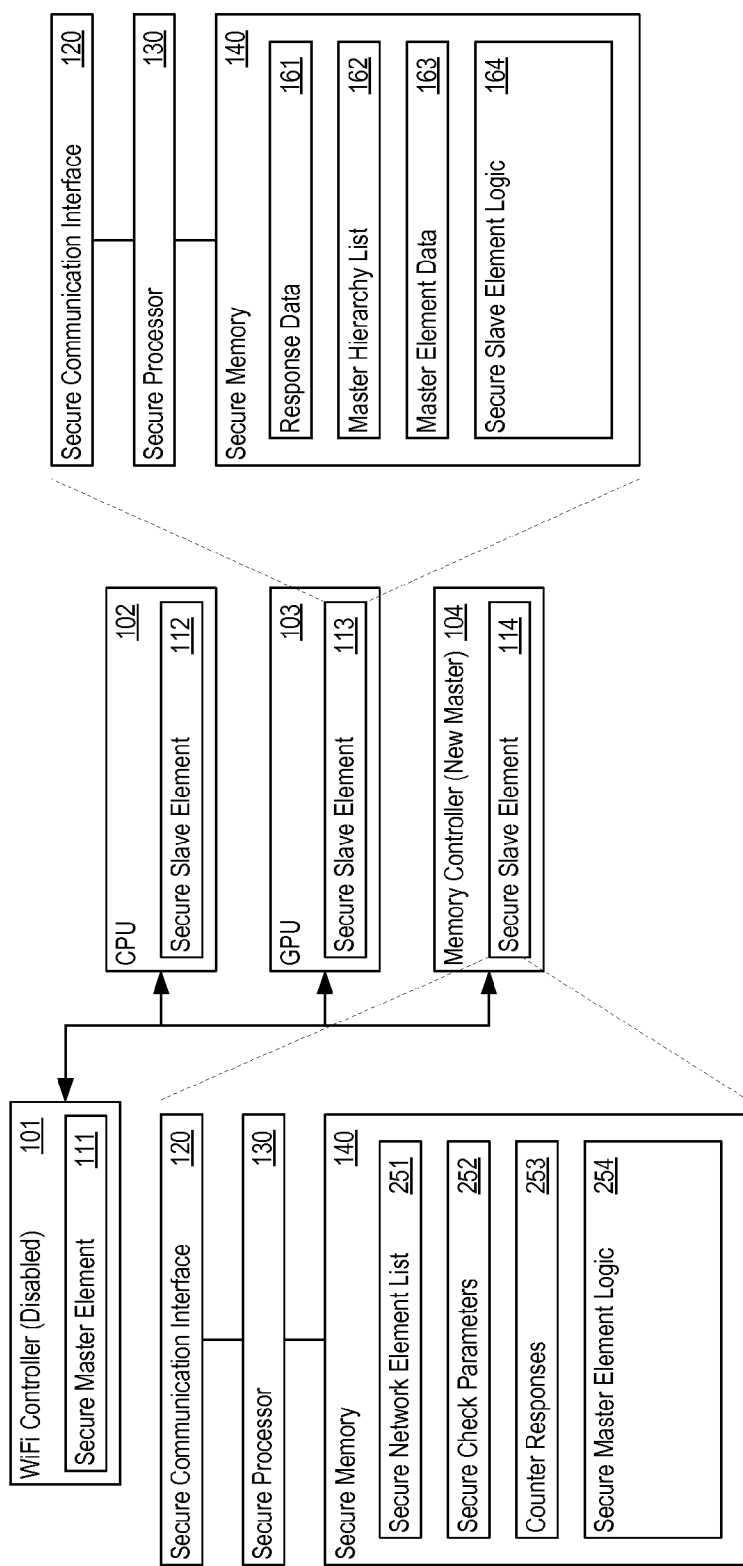 WiFi Controller (Disabled) 101
Secure Master Element 111
CPU 102
Secure Slave Element 112
GPU 103
Secure Slave Element 113
Memory Controller (New Master) 104
Secure Slave Element 114
Secure Communication Interface 120
Secure Processor 130
Secure Memory 140
Secure Network Element List 251
Secure Check Parameters 252
Counter Responses 253
Secure Master Element Logic 254
Secure Communication Interface 120
Secure Processor 130
Secure Memory 140
Response Data 161
Master Hierarchy List 162
Master Element Data 163
Secure Slave Element Logic 164